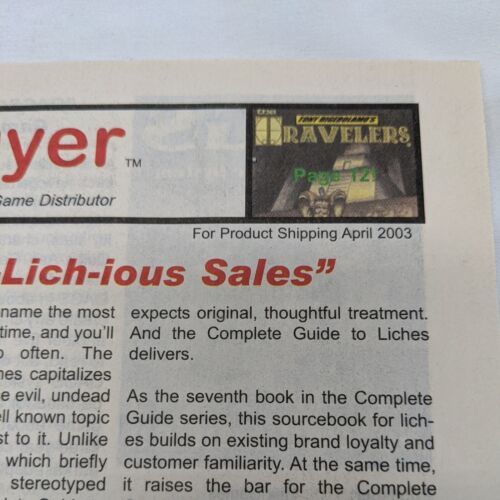 ayer™
Game Distributor
the
TONY DIGEROLAMO'S
TRAVELERS
Page 12!
For Product Shipping April 2003
-Lich-ious Sales”
name the most
time, and you’ll
often. The
nes capitalizes
e evil, undead
ell known topic
st to it. Unlike
which briefly
stereotyped
expects original, thoughtful treatment.
And the Complete Guide to Liches
delivers.
As the seventh book in the Complete
Guide series, this sourcebook for lich-
es builds on existing brand loyalty and
customer familiarity. At the same time,
it raises the bar for the Complete